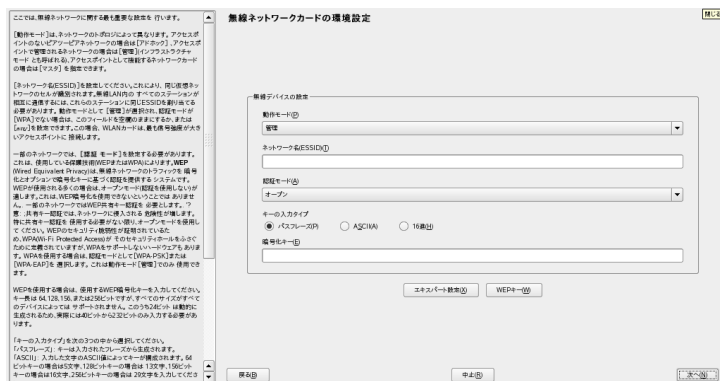 ここでは、無線ネットワークに関する最も重要な設定を 行います。
[動作モード]は、ネットワークのトポロジによって異なります。アクセスポ
イントのないピアツーピアネットワークの場合は[アドホック]、アクセスポ
イントで管理されるネットワークの場合は[管理](インフラストラクチャ
モード とも呼ばれる)、アクセスポイントとして機能するネットワークカード
の場合は[マスタ] を指定できます。
[ネットワーク名(ESSID)]を設定してください。これにより、同じ仮想ネッ
トワークのセルが識別されます。無線LAN内の すべてのステーションが
相互に通信するには、これらのステーションに同じESSIDを割り当てる
必要があります。動作モードとして [管理]が選択され、認証モードが
[WPA]でない場合は、このフィールドを空欄のままにするか、または
[any]を設定できます。この場合、WLANカードは、最も信号強度が大き
いアクセスポイントに 接続します。
一部のネットワークでは、[認証 モード]を設定する必要があります。
これは、使用している保護技術(WEPまたはWPA)によります。WEP
(Wired Equivalent Privacy)は、無線ネットワークのトラフィックを 暗号
化とオプションで暗号化キーに基づく認証を提供する システムです。
WEPが使用される多くの場合は、オープンモード(認証を使用しない)が
適します。これは、WEP暗号化を使用できないということでは ありませ
ん。 一部のネットワークではWEP共有キー認証を 必要とします。?
意: 共有キー認証では、ネットワークに侵入される 危険性が増します。
特に共有キー認証を 使用する必要がない限り、オープンモードを使用し
て ください。WEPのセキュリティ脆弱性が証明されているた
め、WPA(Wi-Fi Protected Access)が そのセキュリティホールをふさぐ
ために定義されていますが、WPAをサポートしないハードウェアもありま
す。WPAを使用する場合は、認証モードとして[WPA-PSK]または
[WPA-EAP]を 選択します。これは動作モード[管理]でのみ 使用でき
ます。
WEPを使用する場合は、使用するWEP暗号化キーを入力してください。
キー長は 64,128,156、または256ビットですが、すべてのサイズがすべて
のデバイスによっては サポートされません。このうち24ビット は動的に
生成されるため、実際には40ビットから232ビットのみ入力する必要があ
ります。
「キーの入力タイプ」を次の3つの中から選択してください。
「パスフレーズ」: キーは入力されたフレーズから生成されます。
「ASCII」: 入力した文字のASCII値によってキーが構成されます。64
ビットキーの場合は5文字、128ビットキーの場合は 13文字、156ビット
キーの場合は16文字、256ビットキーの場合は 29文字を入力してくださ
無線ネットワークカードの環境設定
閉じる
無線デバイスの設定
動作モード(P)
管理
ネットワーク名(ESSID)(T)
認証モード(A)
オープン
キーの入力タイプ
パスフレーズ(P) ASCII(A) 16進(H)
暗号化キー(E)
エキスパート設定(X) WEPキー(W)
戻る(B) 中止(R) 次へ(N)